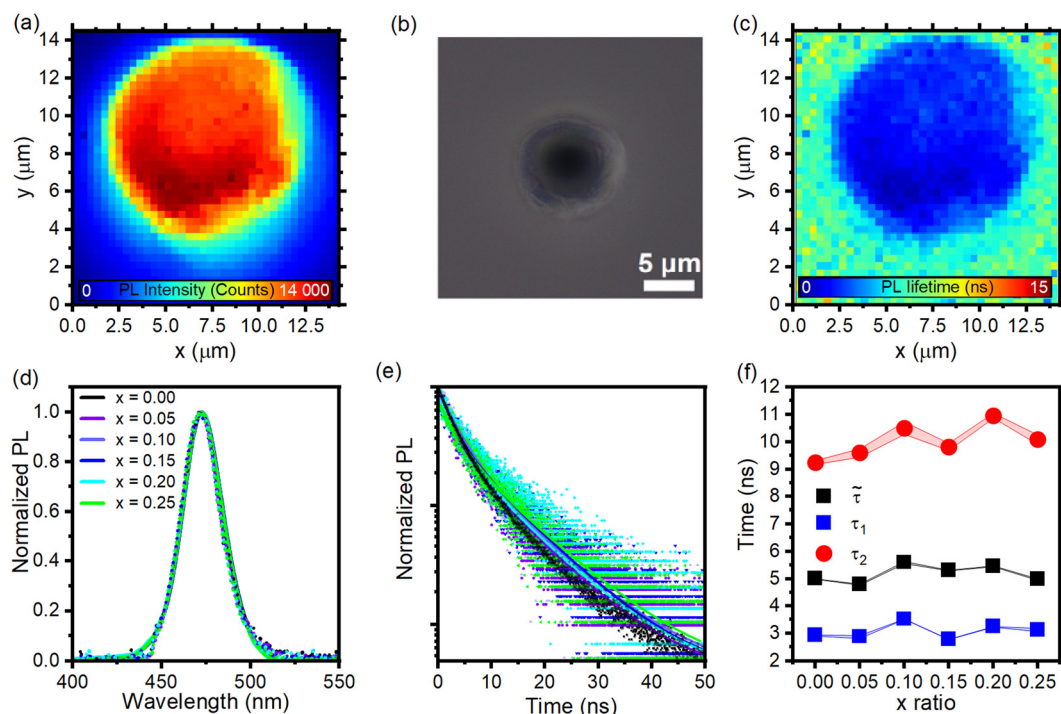 (a)
14
12
10
8
6
4
2
0
y (μm)
0 PL Intensity (Counts) 14 000
0.0 2.5 5.0 7.5 10.0
x (μm)
(b)
5 μm
(c)
14
12
10
8
6
4
2
0
y (μm)
0 PL lifetime (ns) 15
0.0 2.5 5.0 7.5 10.0 12.5
x (μm)
(d)
1.0
0.8
0.6
0.4
0.2
0.0
Normalized PL
x = 0.00
x = 0.05
x = 0.10
x = 0.15
x = 0.20
x = 0.25
400 450 500 550
Wavelength (nm)
(e)
Normalized PL
0 10 20 30 40 50
Time (ns)
(f)
12
11
10
9
8
7
6
5
4
3
2
Time (ns)
τ̃
τ1
τ2
0.00 0.05 0.10 0.15 0.20 0.25
x ratio